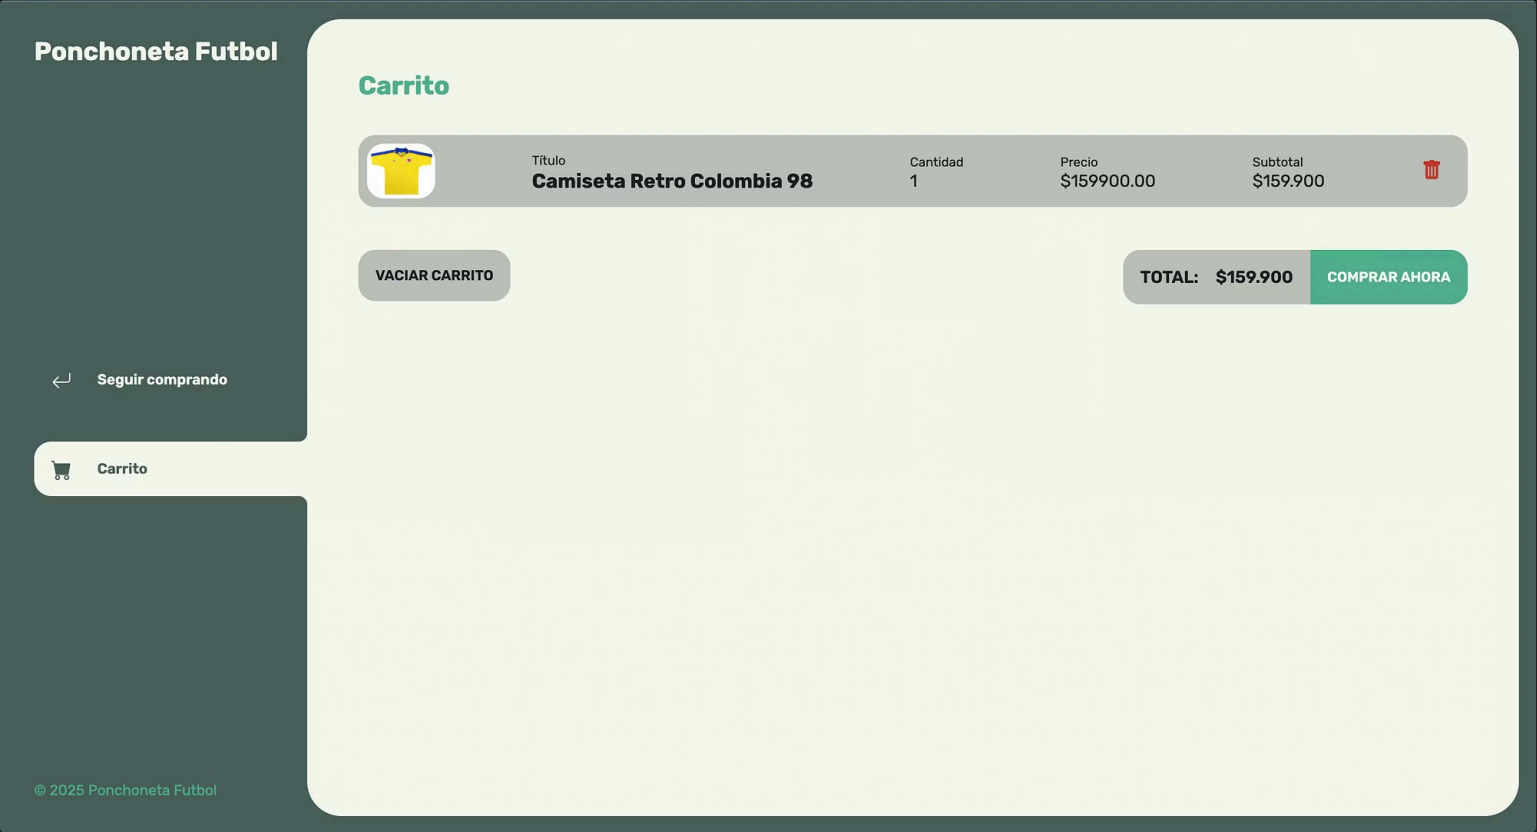 Ponchoneta Futbol
Carrito
Título
Camiseta Retro Colombia 98
Cantidad
1
Precio
$159900.00
Subtotal
$159.900
VACIAR CARRITO
TOTAL: $159.900
COMPRAR AHORA
Seguir comprando
Carrito
© 2025 Ponchoneta Futbol